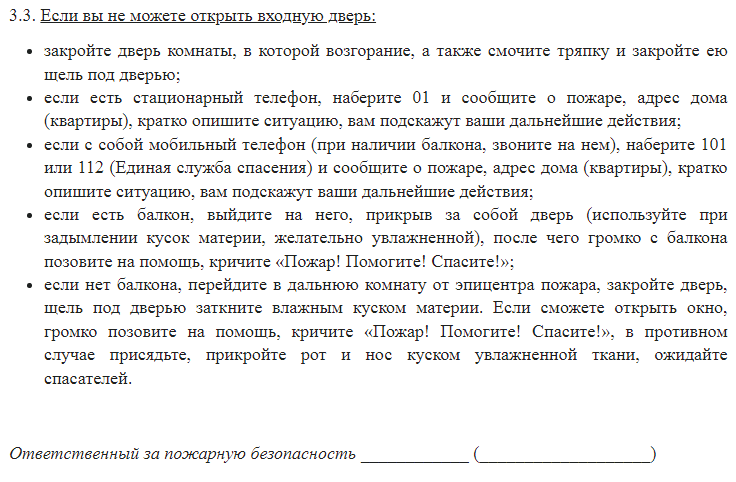 3.3. Если вы не можете открыть входную дверь:
• закройте дверь комнаты, в которой возгорание, а также смочите тряпку и закройте ею
щель под дверью;
• если есть стационарный телефон, наберите 01 и сообщите о пожаре, адрес дома
(квартиры), кратко опишите ситуацию, вам подскажут ваши дальнейшие действия;
• если с собой мобильный телефон (при наличии балкона, звоните на нем), наберите 101
или 112 (Единая служба спасения) и сообщите о пожаре, адрес дома (квартиры), кратко
опишите ситуацию, вам подскажут ваши дальнейшие действия;
• если есть балкон, выйдите на него, прикрыв за собой дверь (используйте при
задымлении кусок материи, желательно увлажненной), после чего громко с балкона
позовите на помощь, кричите «Пожар! Помогите! Спасите!»;
• если нет балкона, перейдите в дальнюю комнату от эпицентра пожара, закройте дверь,
щель под дверью заткните влажным куском материи. Если сможете открыть окно,
громко позовите на помощь, кричите «Пожар! Помогите! Спасите!», в противном
случае присядьте, прикройте рот и нос куском увлажненной ткани, ожидайте
спасателей.
Ответственный за пожарную безопасность ____________ (___________________)